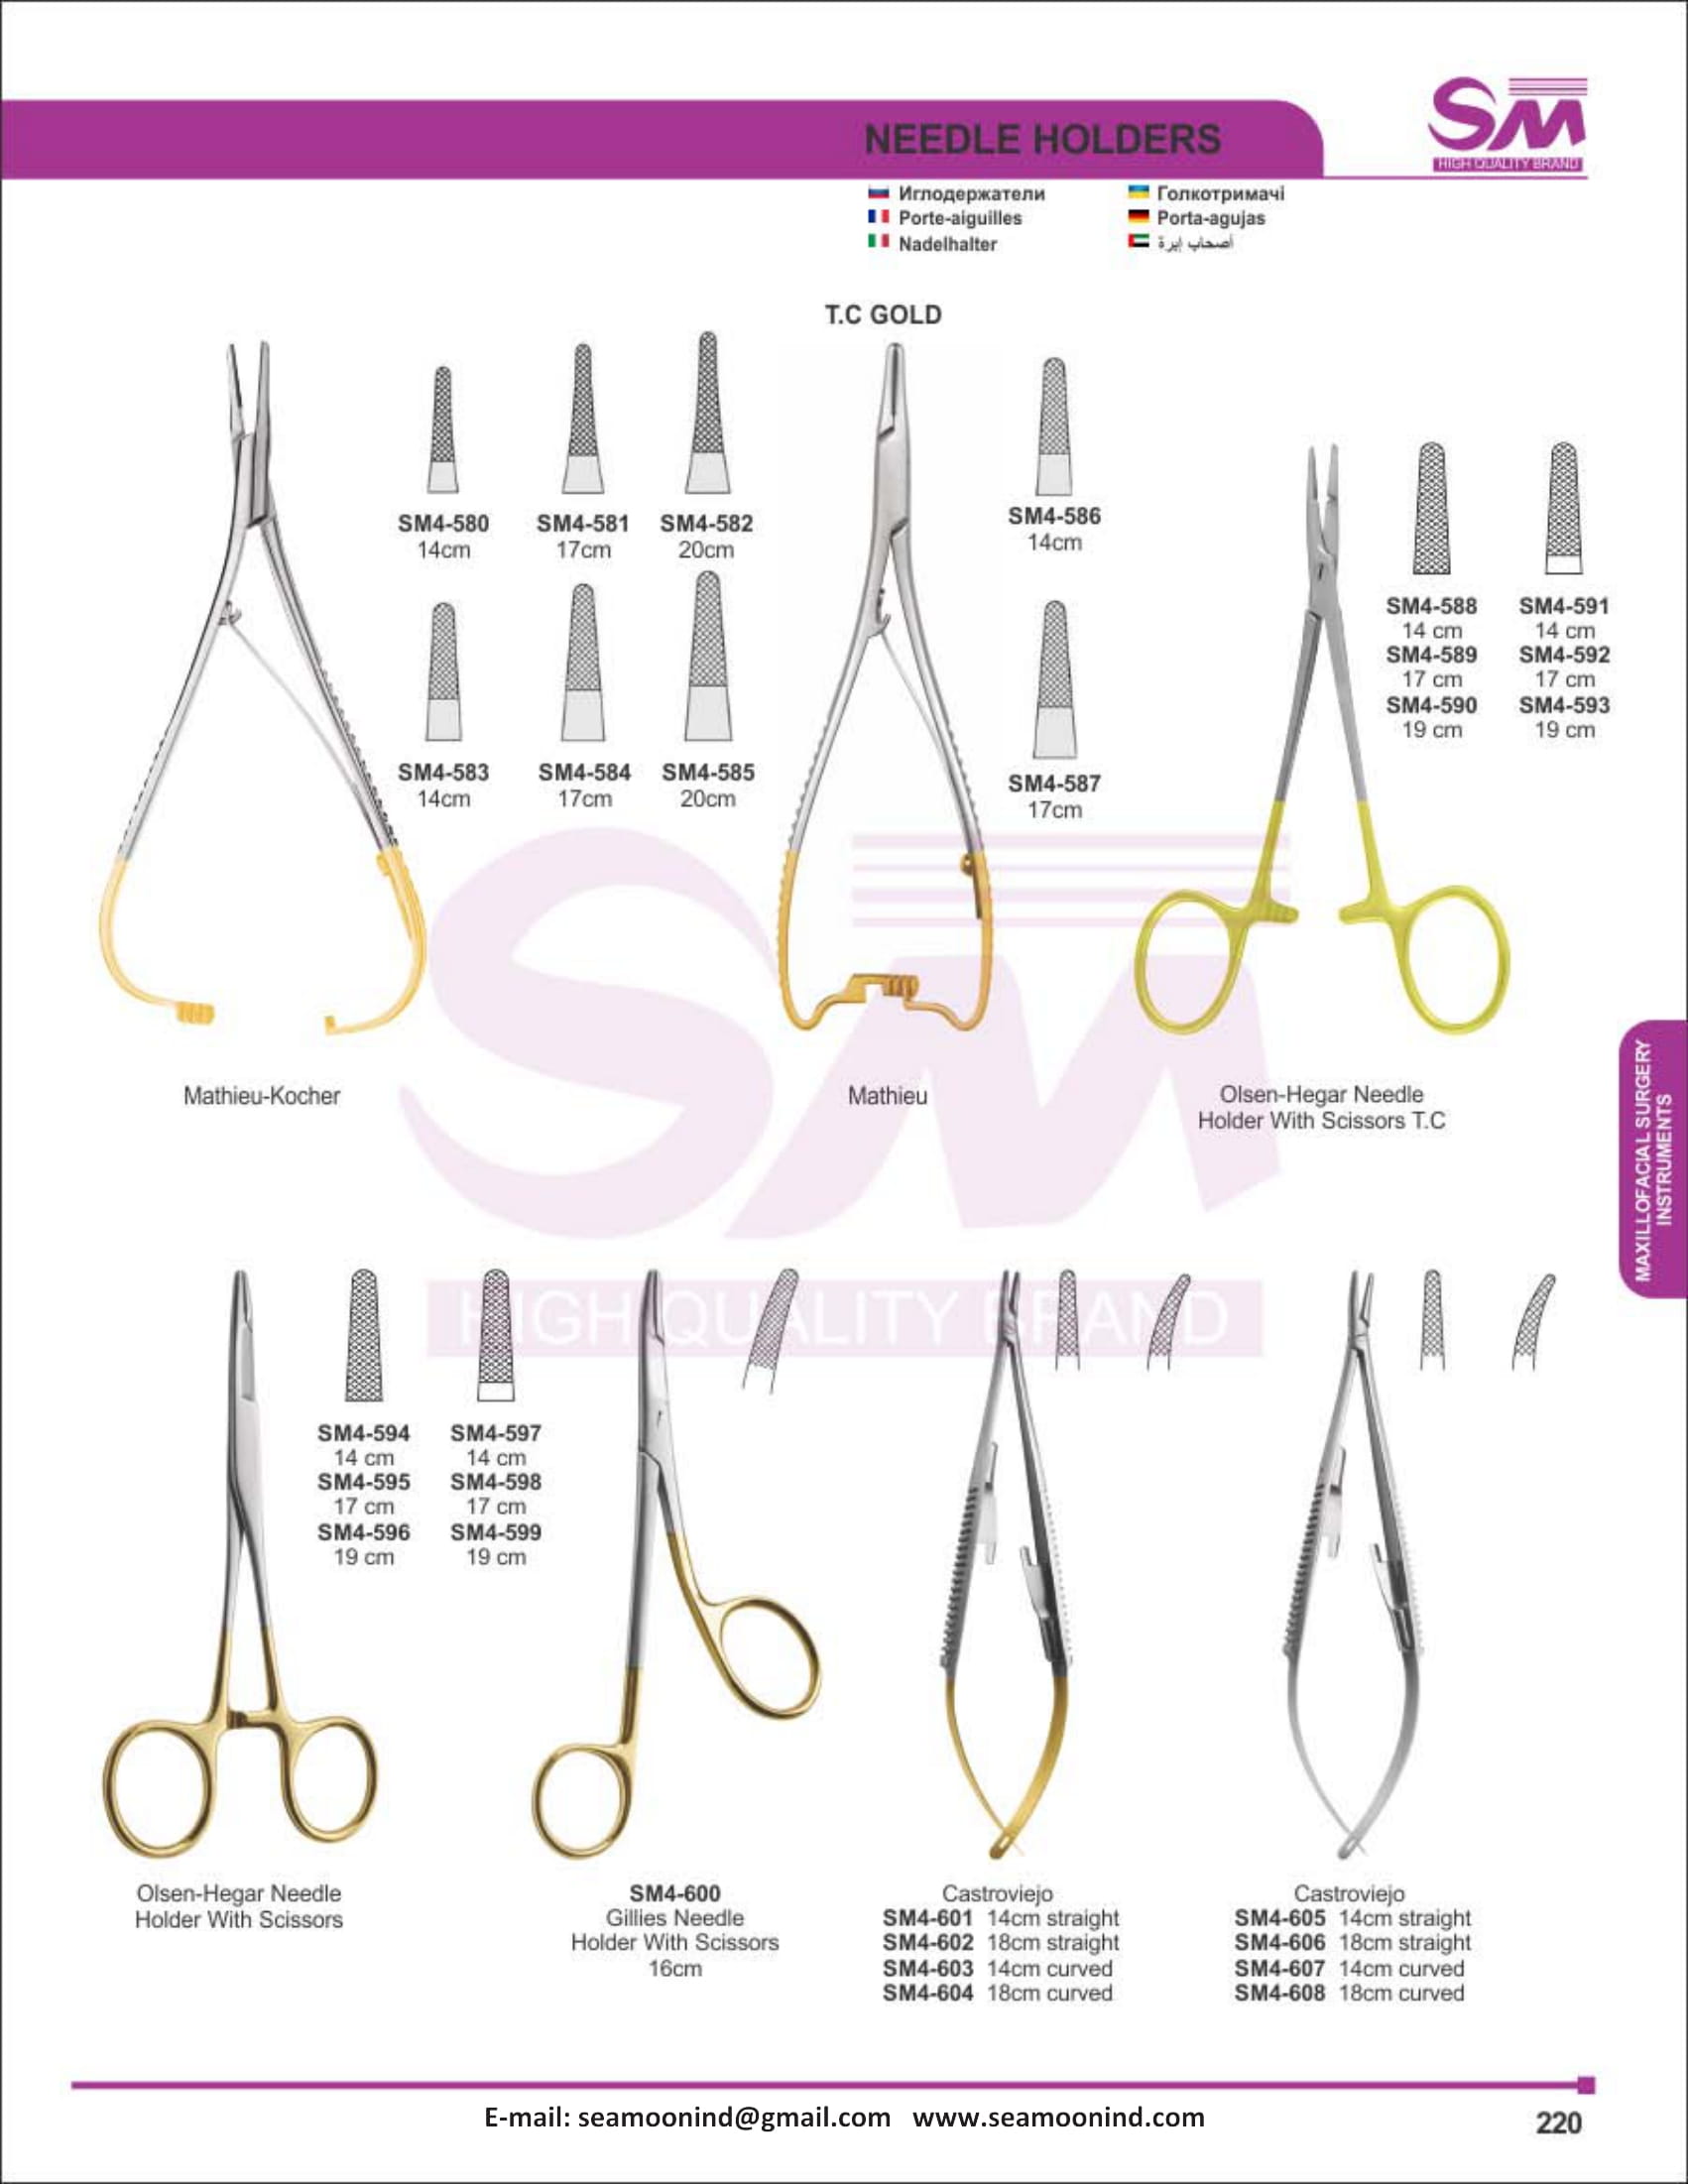 SM
HIGH QUALITY BRAND
NEEDLE HOLDERS
Иглодержатели
Голкотримачі
Porte-aiguilles
Porta-agujas
Nadelhalter
أصحاب إبرة
T.C GOLD
SM4-580
14cm
SM4-581
17cm
SM4-582
20cm
SM4-583
14cm
SM4-584
17cm
SM4-585
20cm
Mathieu-Kocher
SM4-586
14cm
SM4-587
17cm
Mathieu
SM4-588
14 cm
SM4-589
17 cm
SM4-590
19 cm
SM4-591
14 cm
SM4-592
17 cm
SM4-593
19 cm
Olsen-Hegar Needle
Holder With Scissors T.C
MAXILLOFACIAL SURGERY
INSTRUMENTS
SM
HIGH QUALITY BRAND
SM4-594
14 cm
SM4-595
17 cm
SM4-596
19 cm
SM4-597
14 cm
SM4-598
17 cm
SM4-599
19 cm
Olsen-Hegar Needle
Holder With Scissors
SM4-600
Gillies Needle
Holder With Scissors
16cm
Castroviejo
SM4-601 14cm straight
SM4-602 18cm straight
SM4-603 14cm curved
SM4-604 18cm curved
Castroviejo
SM4-605 14cm straight
SM4-606 18cm straight
SM4-607 14cm curved
SM4-608 18cm curved
E-mail: seamoonind@gmail.com www.seamoonind.com
220